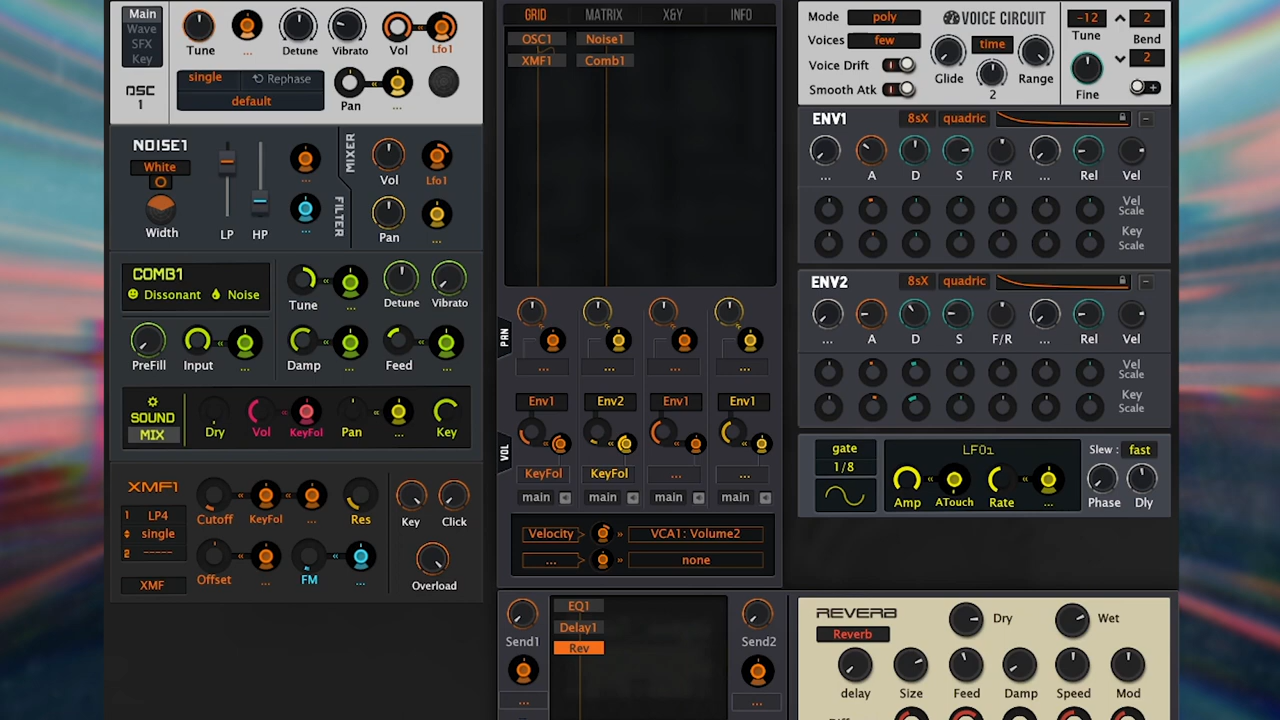 Main
Wave
SFX
Key
OSC
1
Tune
...
Detune
Vibrato
Vol
Lfo1
single
Rephase
default
Pan
...
NOISE1
White
Width
LP
HP
...
...
MIXER
FILTER
Vol
Lfo1
Pan
...
COMB1
Dissonant
Noise
Tune
...
Detune
Vibrato
PreFill
Input
...
Damp
...
Feed
...
SOUND
MIX
Dry
Vol
KeyFol
Pan
...
Key
XMF1
1 LP4
single
2 -----
XMF
Cutoff
KeyFol
...
Res
Key
Click
Offset
...
FM
...
Overload
GRID
MATRIX
X&Y
INFO
OSC1
Noise1
XMF1
Comb1
PAN
...
...
...
...
Env1
Env2
Env1
Env1
VOL
KeyFol
KeyFol
...
...
main
main
main
main
Velocity
»
VCA1: Volume2
...
»
none
Send1
...
EQ1
Delay1
Rev
Send2
...
Mode
poly
Voices
few
Voice Drift
Smooth Atk
VOICE CIRCUIT
Glide
time
2
Range
-12
Tune
2
Bend
2
Fine
ENV1
8sX
quadric
...
A
D
S
F/R
...
Rel
Vel
Vel
Scale
Key
Scale
ENV2
8sX
quadric
...
A
D
S
F/R
...
Rel
Vel
Vel
Scale
Key
Scale
gate
1/8
LFO1
Amp
ATouch
Rate
...
Slew :
fast
Phase
Dly
REVERB
Reverb
Dry
Wet
delay
Size
Feed
Damp
Speed
Mod